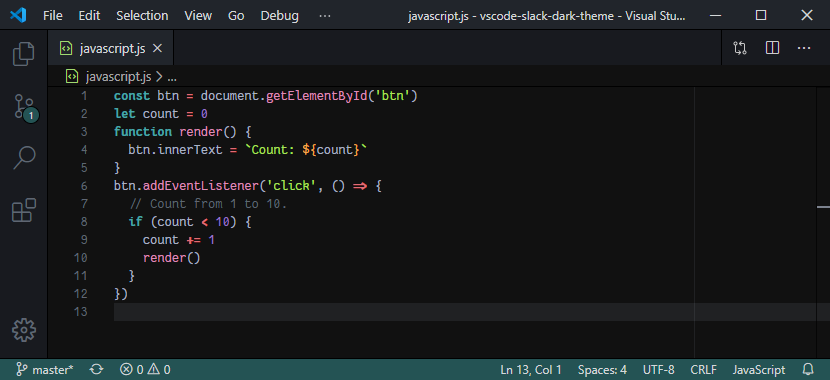 File Edit Selection View Go Debug ··· javascript.js - vscode-slack-dark-theme - Visual Stu...
javascript.js
javascript.js > ...
1 const btn = document.getElementById('btn')
2 let count = 0
3 function render() {
4 btn.innerText = `Count: ${count}`
5 }
6 btn.addEventListener('click', () => {
7 // Count from 1 to 10.
8 if (count < 10) {
9 count += 1
10 render()
11 }
12 })
13
1
master* 0 0 Ln 13, Col 1 Spaces: 4 UTF-8 CRLF JavaScript